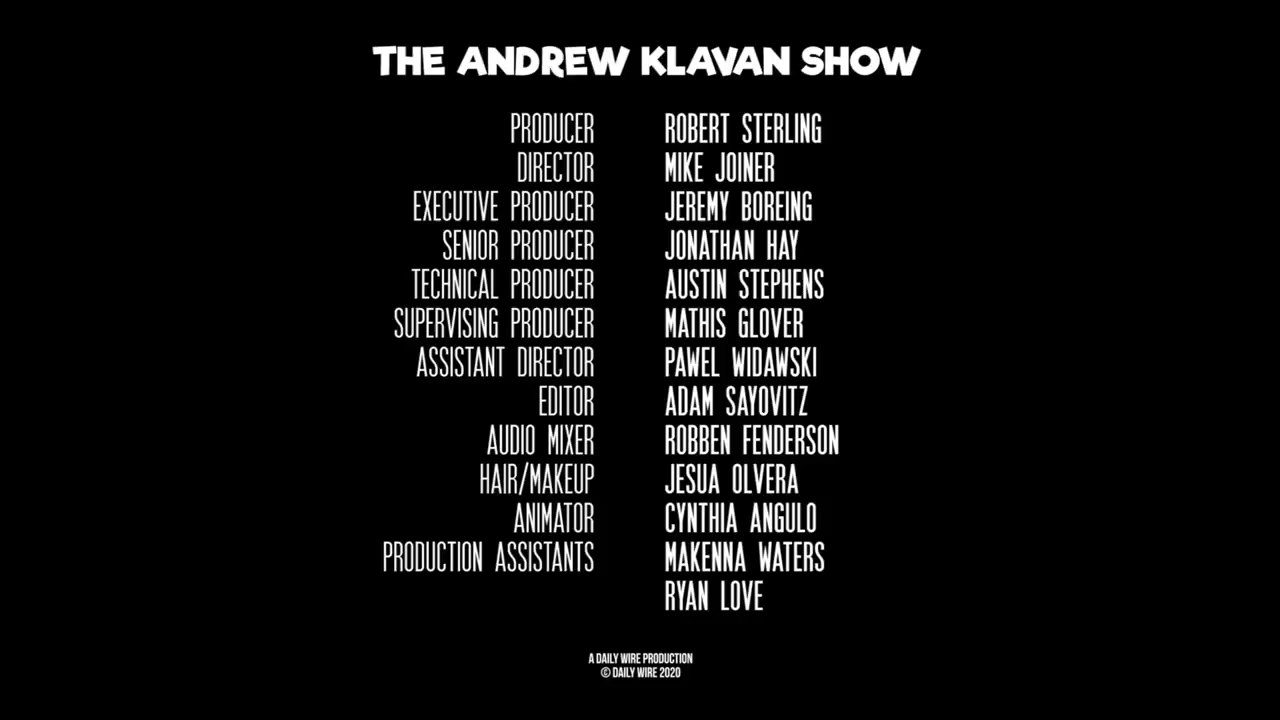 THE ANDREW KLAVAN SHOW
PRODUCER ROBERT STERLING
DIRECTOR MIKE JOINER
EXECUTIVE PRODUCER JEREMY BOREING
SENIOR PRODUCER JONATHAN HAY
TECHNICAL PRODUCER AUSTIN STEPHENS
SUPERVISING PRODUCER MATHIS GLOVER
ASSISTANT DIRECTOR PAWEL WIDAWSKI
EDITOR ADAM SAYOVITZ
AUDIO MIXER ROBBEN FENDERSON
HAIR/MAKEUP JESUA OLVERA
ANIMATOR CYNTHIA ANGULO
PRODUCTION ASSISTANTS MAKENNA WATERS
RYAN LOVE
A DAILY WIRE PRODUCTION
© DAILY WIRE 2020